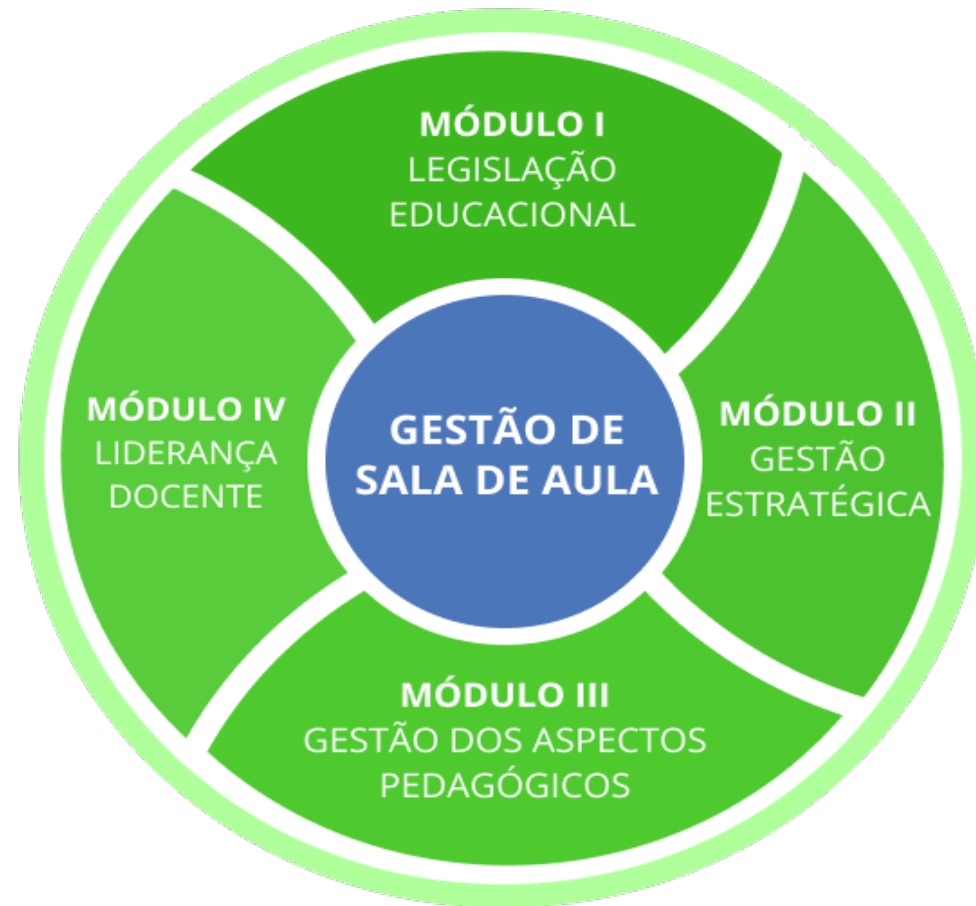 MÓDULO I
LEGISLAÇÃO
EDUCACIONAL
MÓDULO II
GESTÃO
ESTRATÉGICA
MÓDULO III
GESTÃO DOS ASPECTOS
PEDAGÓGICOS
MÓDULO IV
LIDERANÇA
DOCENTE
GESTÃO DE
SALA DE AULA